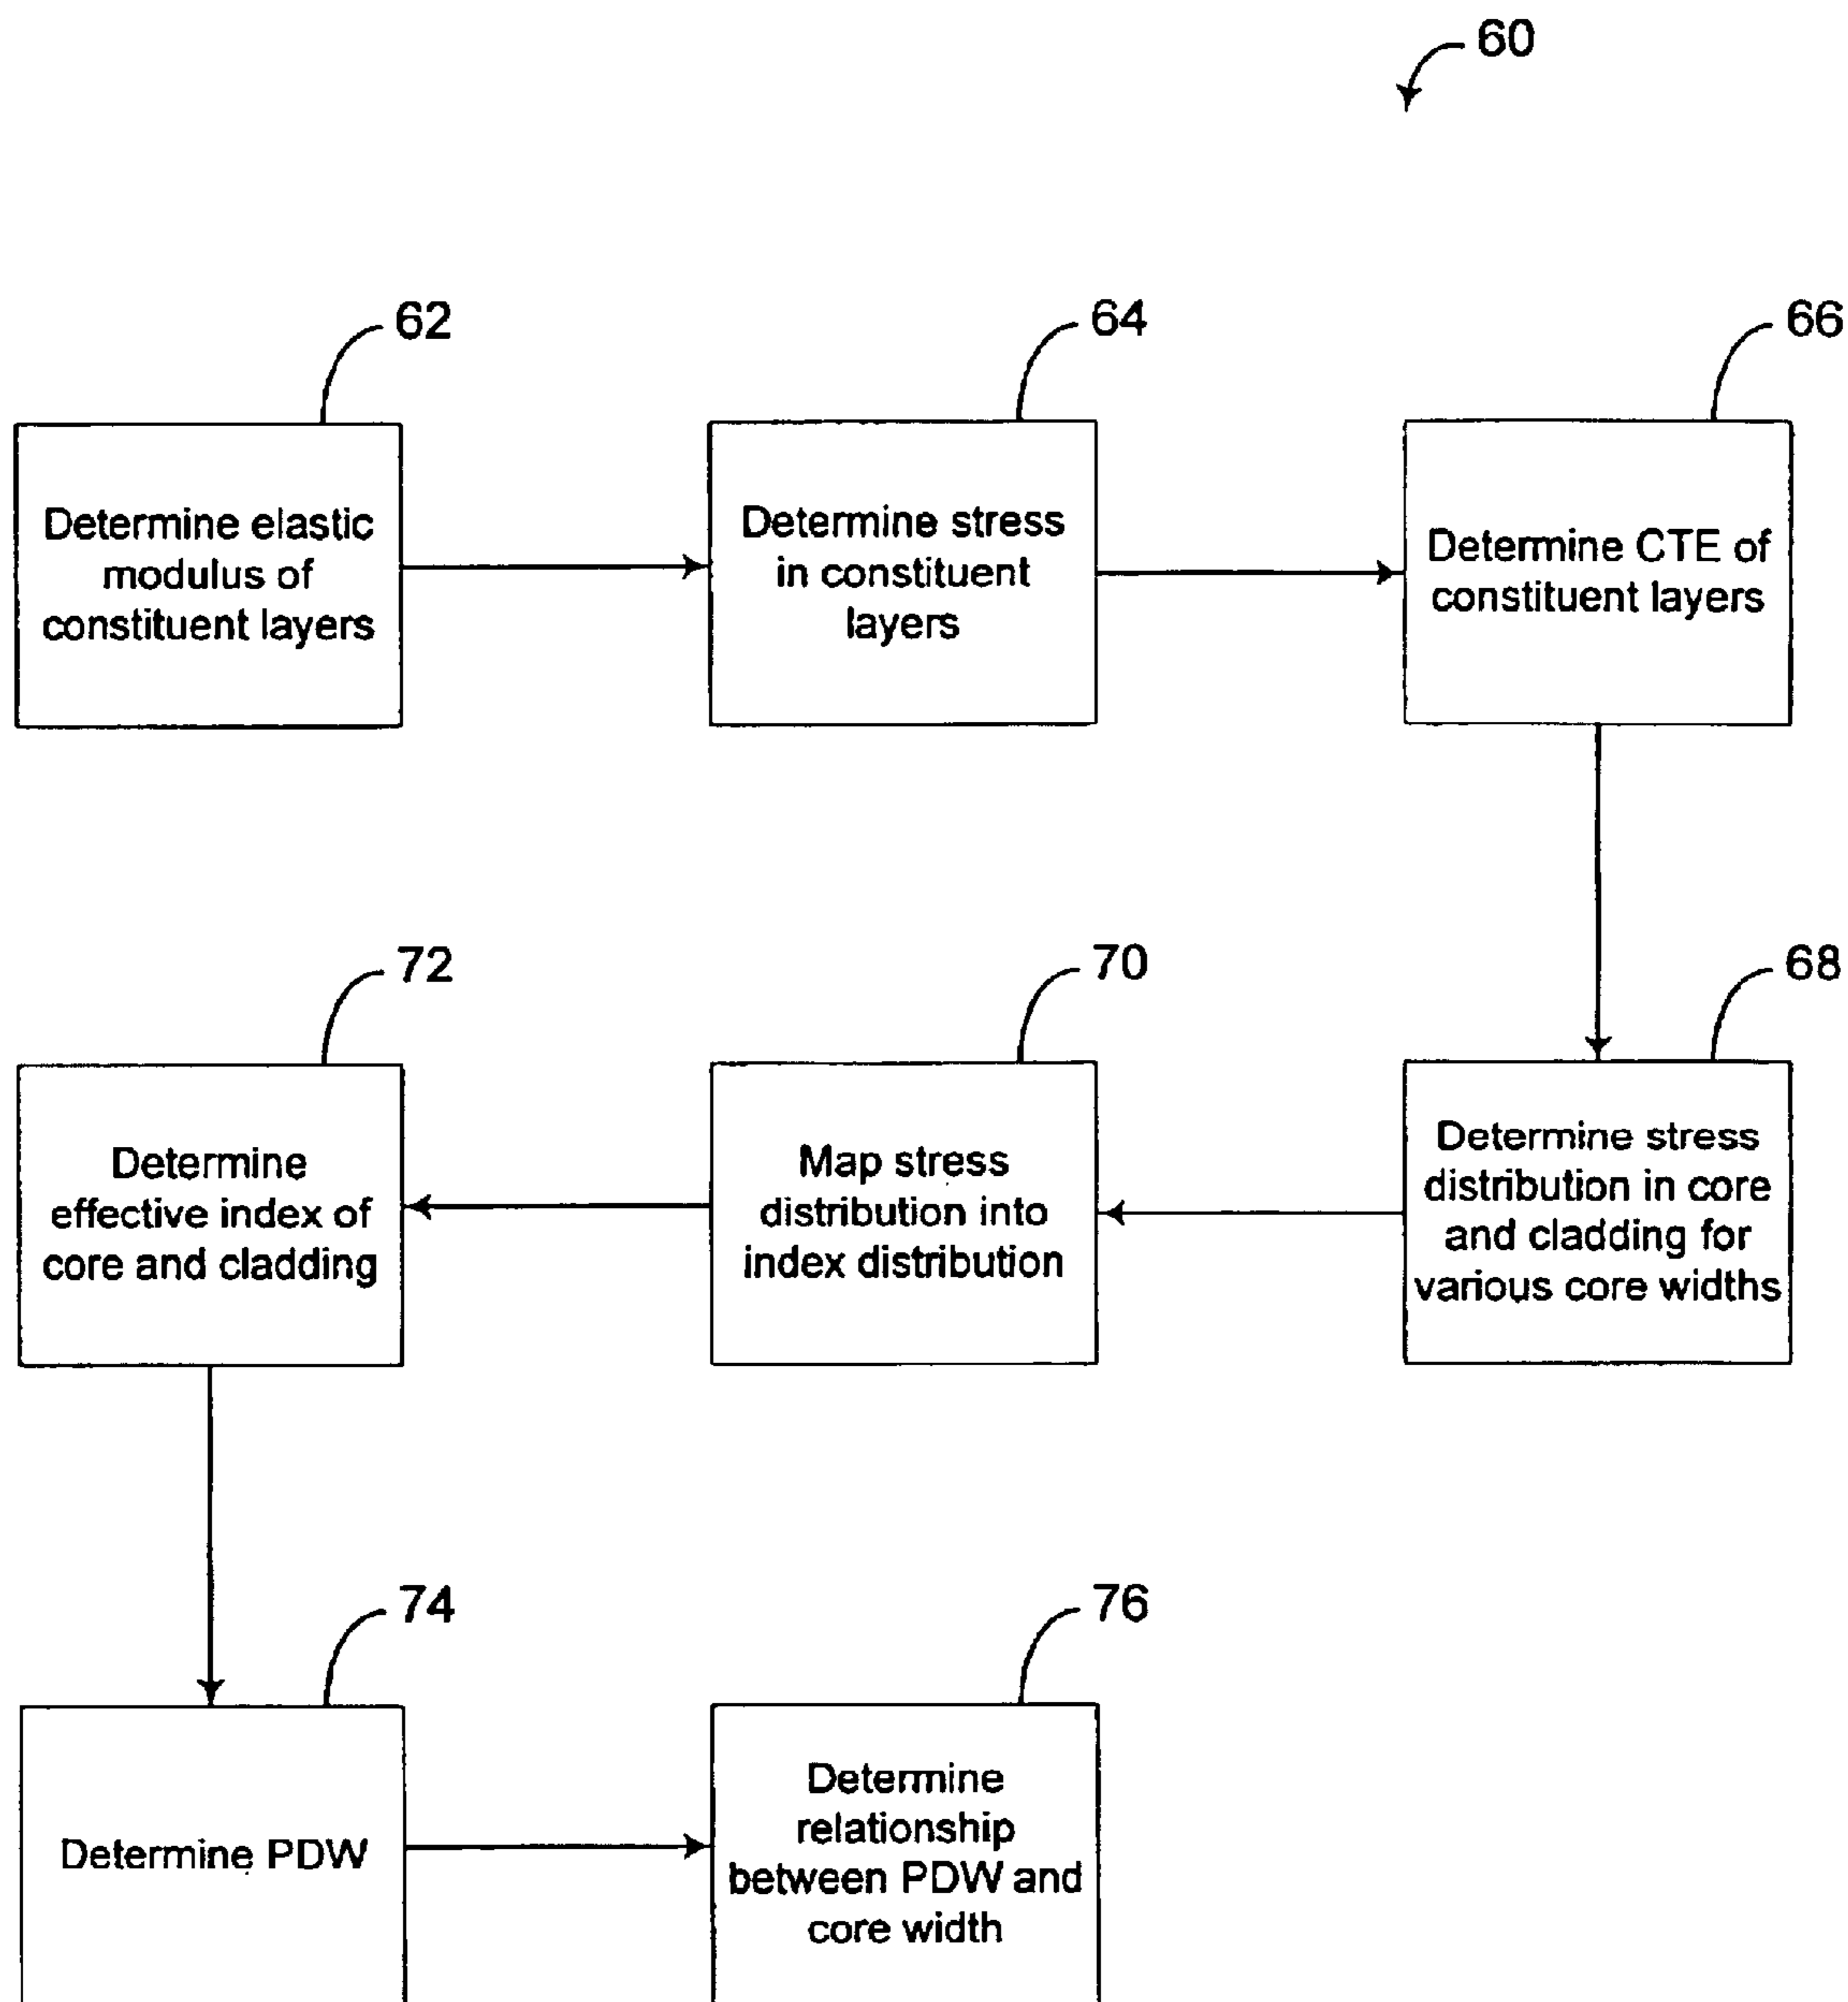 60
62
Determine elastic
modulus of
constituent layers
64
Determine stress
in constituent
layers
66
Determine CTE of
constituent layers
68
Determine stress
distribution in core
and cladding for
various core widths
70
Map stress
distribution into
index distribution
72
Determine
effective index of
core and cladding
74
Determine PDW
76
Determine
relationship
between PDW and
core width